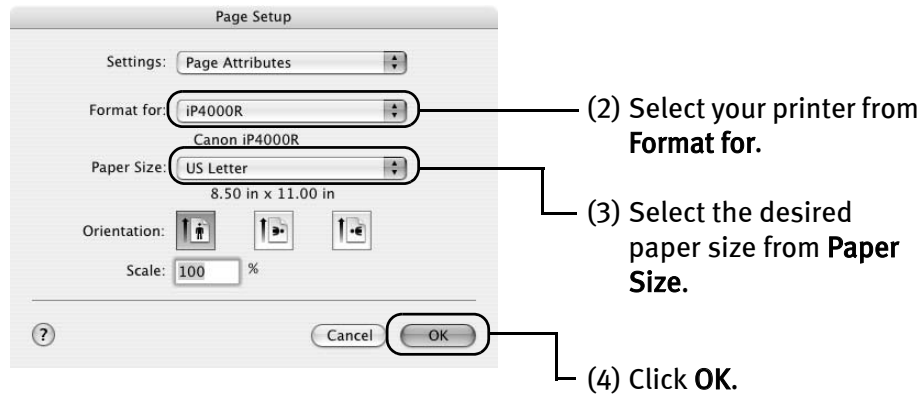 Page Setup
Settings: Page Attributes
Format for: iP4000R
Canon iP4000R
Paper Size: US Letter
8.50 in x 11.00 in
Orientation:
Scale: 100 %
? Cancel OK
(2) Select your printer from
Format for.
(3) Select the desired
paper size from Paper
Size.
(4) Click OK.